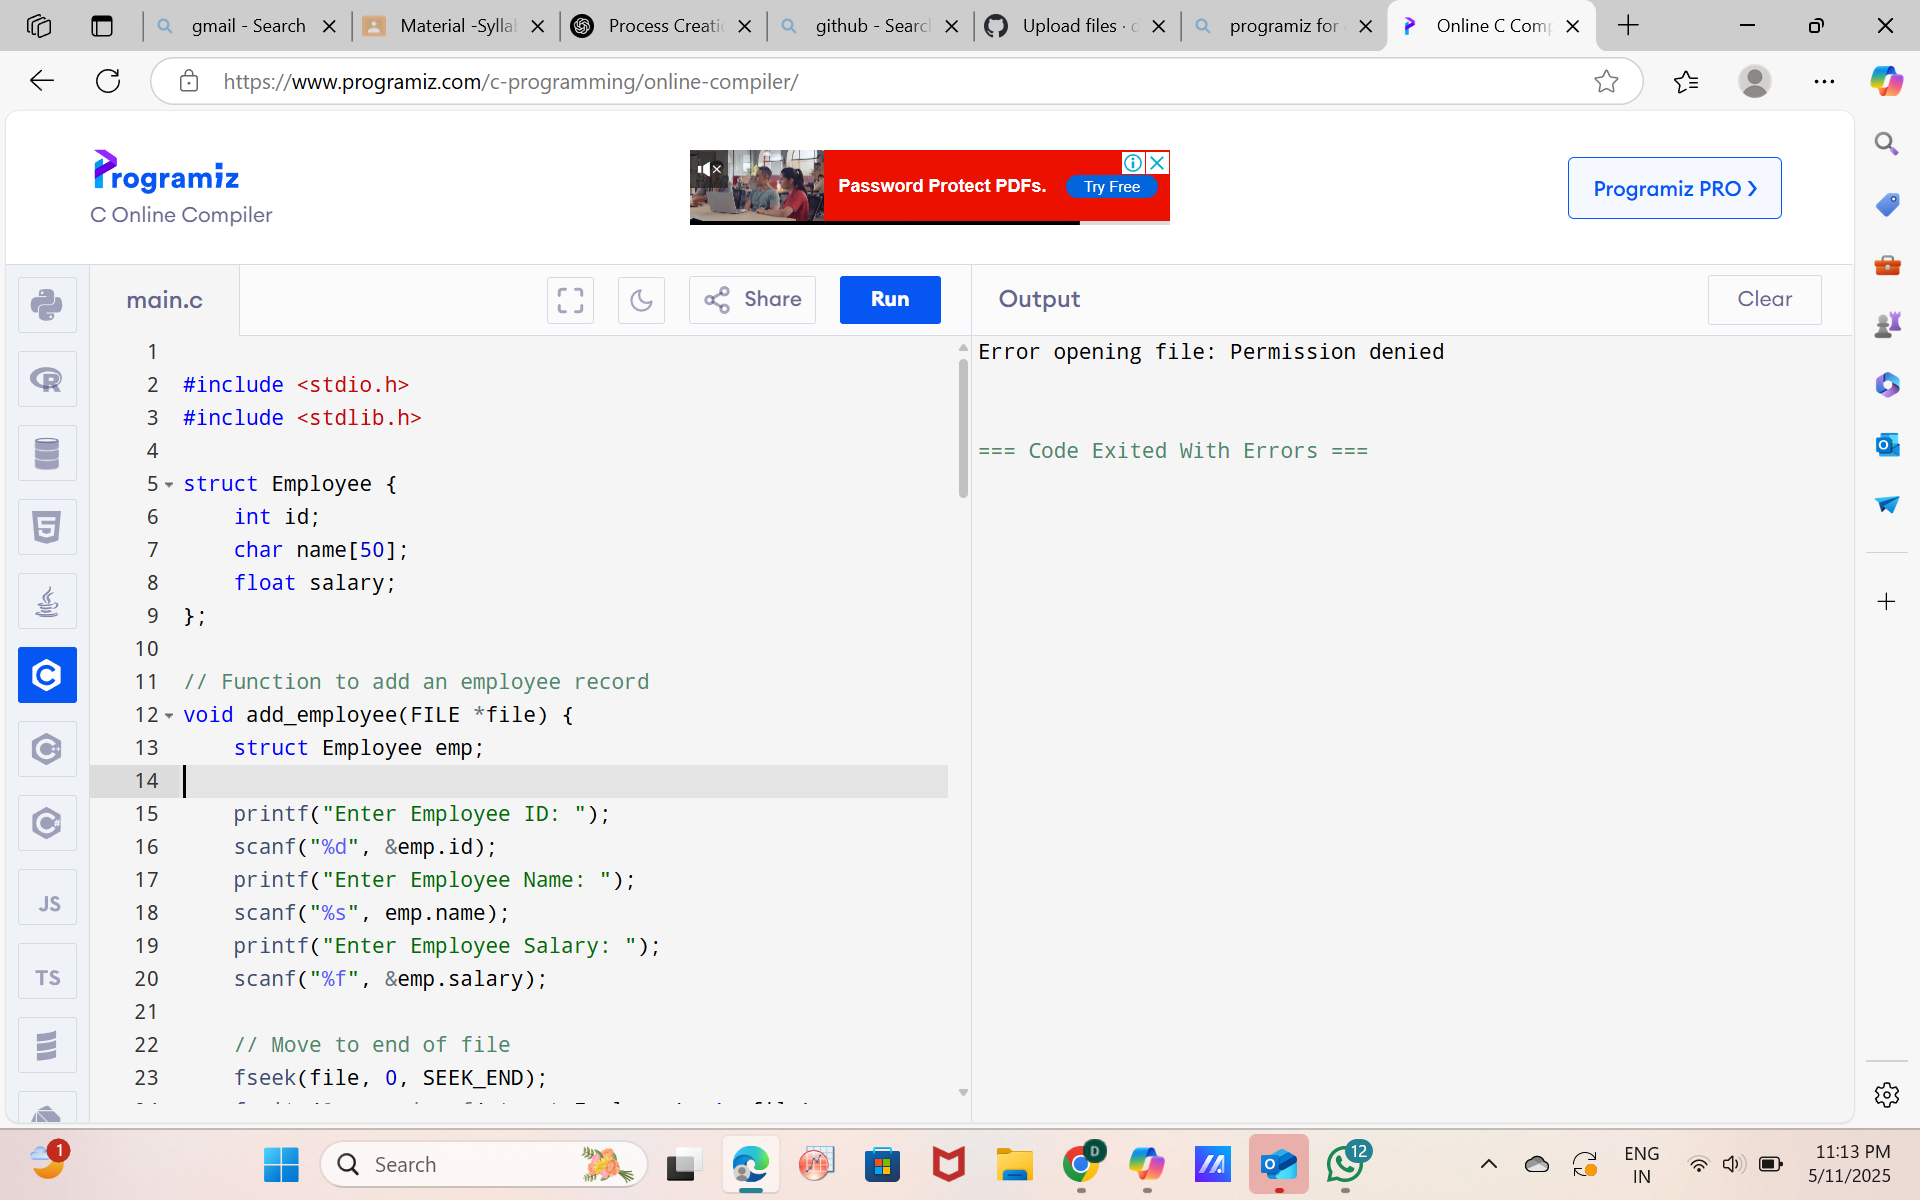 gmail - Search
Material -Syllal
Process Creatic
github - Searc
Upload files · d
programiz for
Online C Comp
https://www.programiz.com/c-programming/online-compiler/
Programiz
C Online Compiler
Password Protect PDFs.
Try Free
Programiz PRO
main.c
Share
Run
Output
Clear
1
2 #include <stdio.h>
3 #include <stdlib.h>
4
5 struct Employee {
6 int id;
7 char name[50];
8 float salary;
9 };
10
11 // Function to add an employee record
12 void add_employee(FILE *file) {
13 struct Employee emp;
14
15 printf("Enter Employee ID: ");
16 scanf("%d", &emp.id);
17 printf("Enter Employee Name: ");
18 scanf("%s", emp.name);
19 printf("Enter Employee Salary: ");
20 scanf("%f", &emp.salary);
21
22 // Move to end of file
23 fseek(file, 0, SEEK_END);
Error opening file: Permission denied
=== Code Exited With Errors ===
R
5
C
C
C
JS
TS
1
Search
D
12
ENG
IN
11:13 PM
5/11/2025